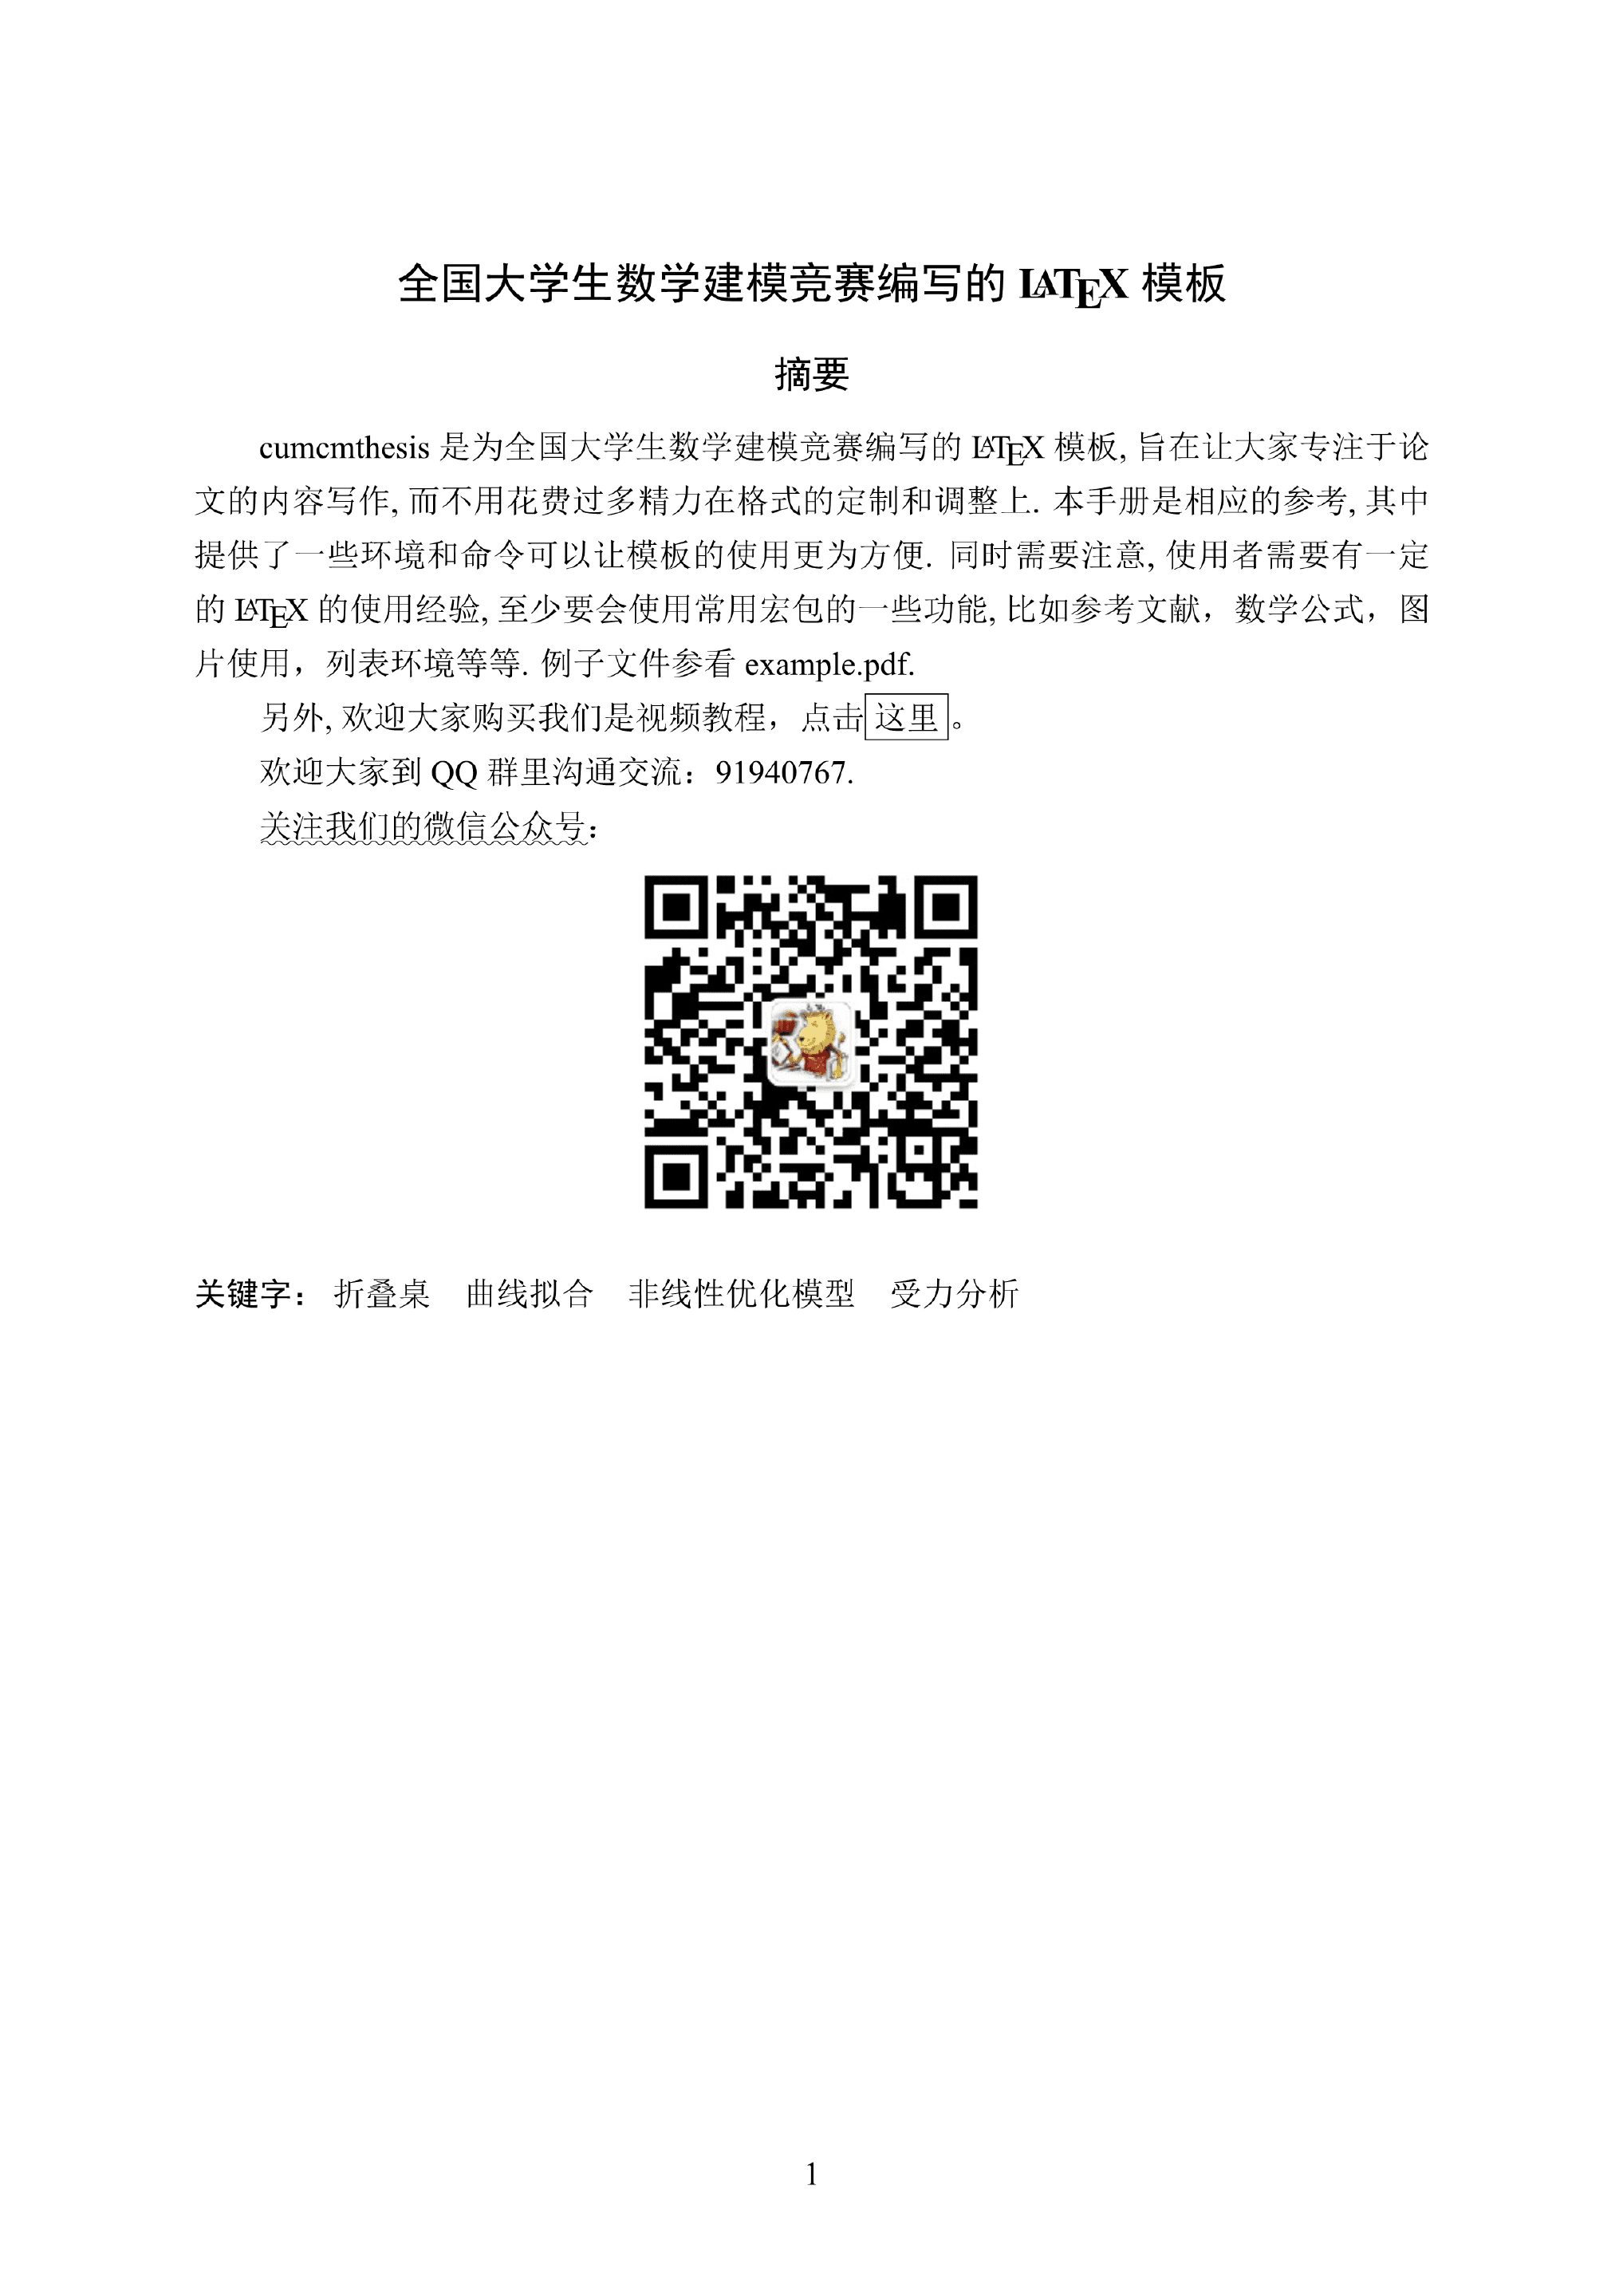 全国大学生数学建模竞赛编写的 LATEX 模板
摘要
cumcmthesis 是为全国大学生数学建模竞赛编写的 LATEX 模板, 旨在让大家专注于论
文的内容写作, 而不用花费过多精力在格式的定制和调整上. 本手册是相应的参考, 其中
提供了一些环境和命令可以让模板的使用更为方便. 同时需要注意, 使用者需要有一定
的 LATEX 的使用经验, 至少要会使用常用宏包的一些功能, 比如参考文献，数学公式，图
片使用，列表环境等等. 例子文件参看 example.pdf.
另外, 欢迎大家购买我们是视频教程，点击 这里 。
欢迎大家到 QQ 群里沟通交流：91940767.
关注我们的微信公众号：
关键字： 折叠桌 曲线拟合 非线性优化模型 受力分析
1